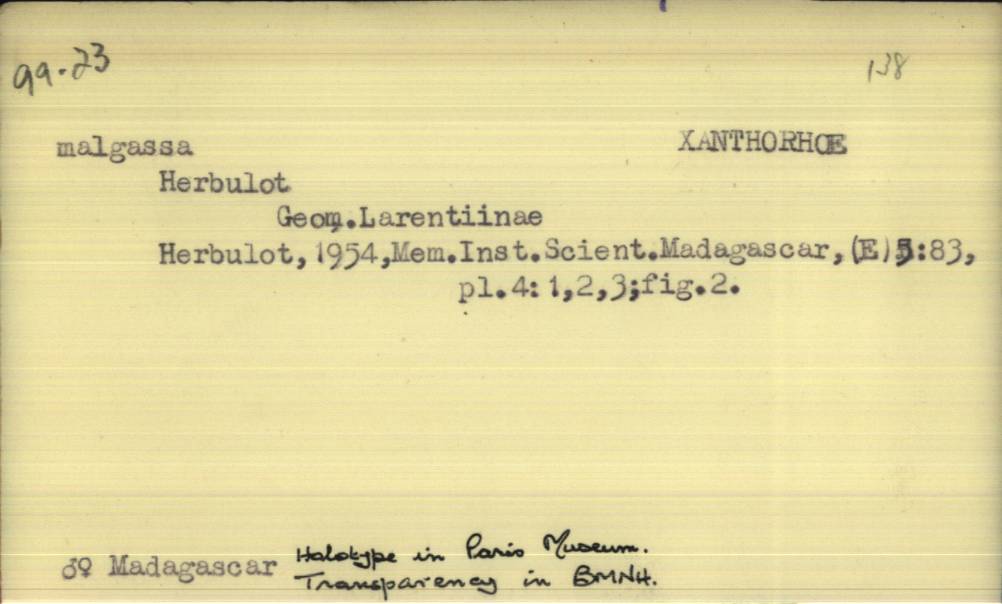 99.23 138
malgassa XANTHORHOE
Herbulot
Geom.Larentiinae
Herbulot, 1954,Mem.Inst.Scient.Madagascar, (E) 5:83,
pl.4: 1,2,3;fig.2.
♂♀ Madagascar Holotype in Paris Museum.
Transparency in BMNH.